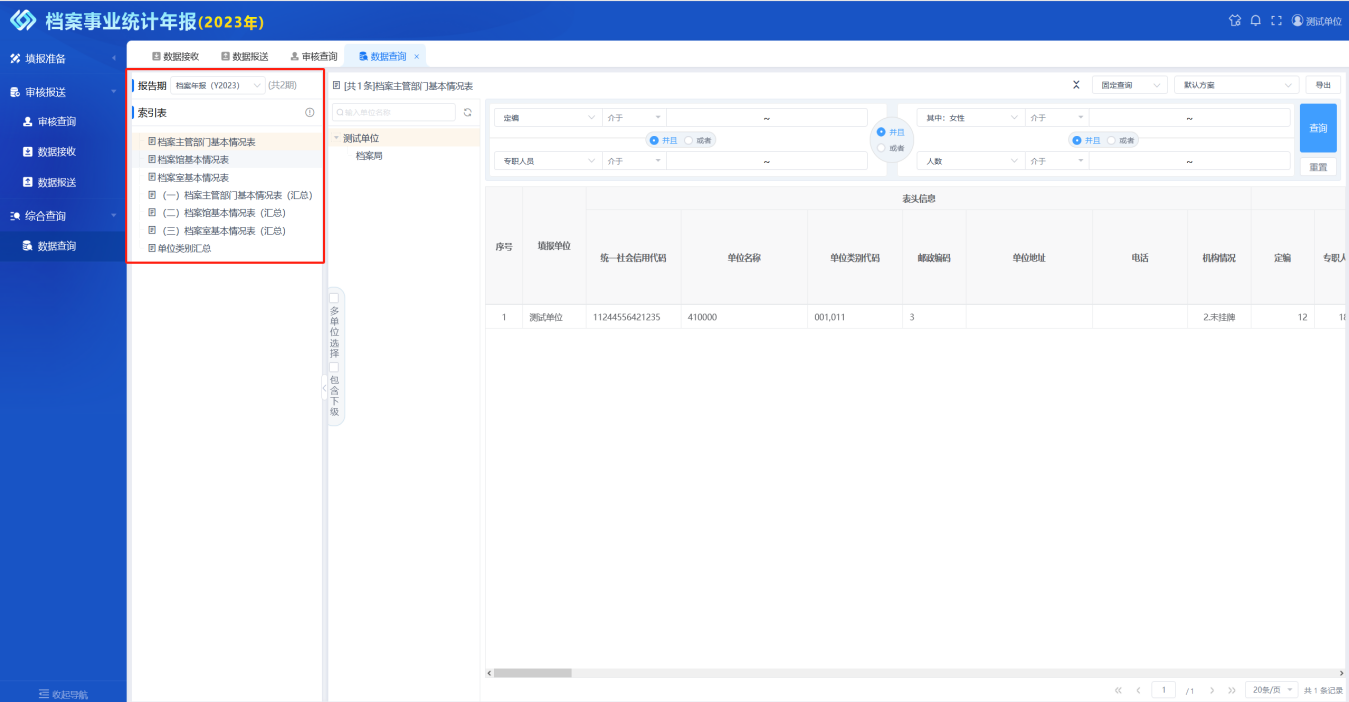 档案事业统计年报(2023年)
测试单位
填报准备
审核报送
审核查询
数据接收
数据报送
综合查询
数据查询
收起导航
数据接收 数据报送 审核查询 数据查询 ×
报告期 档案年报（Y2023） (共2期)
索引表
档案主管部门基本情况表
档案馆基本情况表
档案室基本情况表
（一）档案主管部门基本情况表（汇总）
（二）档案馆基本情况表（汇总）
（三）档案室基本情况表（汇总）
单位类别汇总
[共1条]档案主管部门基本情况表
固定查询 默认方案 导出
输入单位名称
测试单位
档案局
多单位选择
包含下级
定编 介于 ~
并且 或者
专职人员 介于 ~
并且
或者
其中：女性 介于 ~
并且 或者
人数 介于 ~
查询
重置
表头信息
序号 填报单位 统一社会信用代码 单位名称 单位类别代码 邮政编码 单位地址 电话 机构情况 定编 专职人
1 测试单位 11244556421235 410000 001,011 3 2.未挂牌 12 18
1 /1 20条/页 共 1 条记录